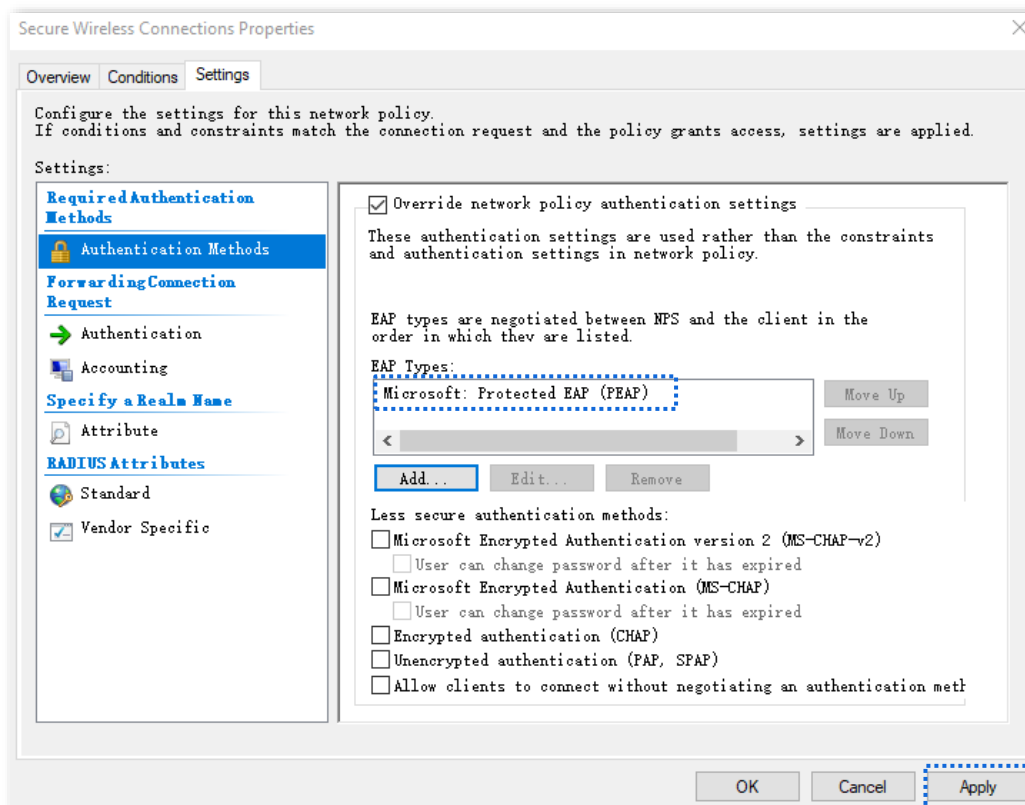 Secure Wireless Connections Properties
Overview Conditions Settings
Configure the settings for this network policy.
If conditions and constraints match the connection request and the policy grants access, settings are applied.
Settings:
Required Authentication
Methods
Authentication Methods
Forwarding Connection
Request
Authentication
Accounting
Specify a Realm Name
Attribute
RADIUS Attributes
Standard
Vendor Specific
Override network policy authentication settings
These authentication settings are used rather than the constraints
and authentication settings in network policy.
EAP types are negotiated between NPS and the client in the
order in which they are listed.
EAP Types:
Microsoft: Protected EAP (PEAP)
Move Up
Move Down
Add... Edit... Remove
Less secure authentication methods:
Microsoft Encrypted Authentication version 2 (MS-CHAP-v2)
User can change password after it has expired
Microsoft Encrypted Authentication (MS-CHAP)
User can change password after it has expired
Encrypted authentication (CHAP)
Unencrypted authentication (PAP, SPAP)
Allow clients to connect without negotiating an authentication meth
OK Cancel Apply